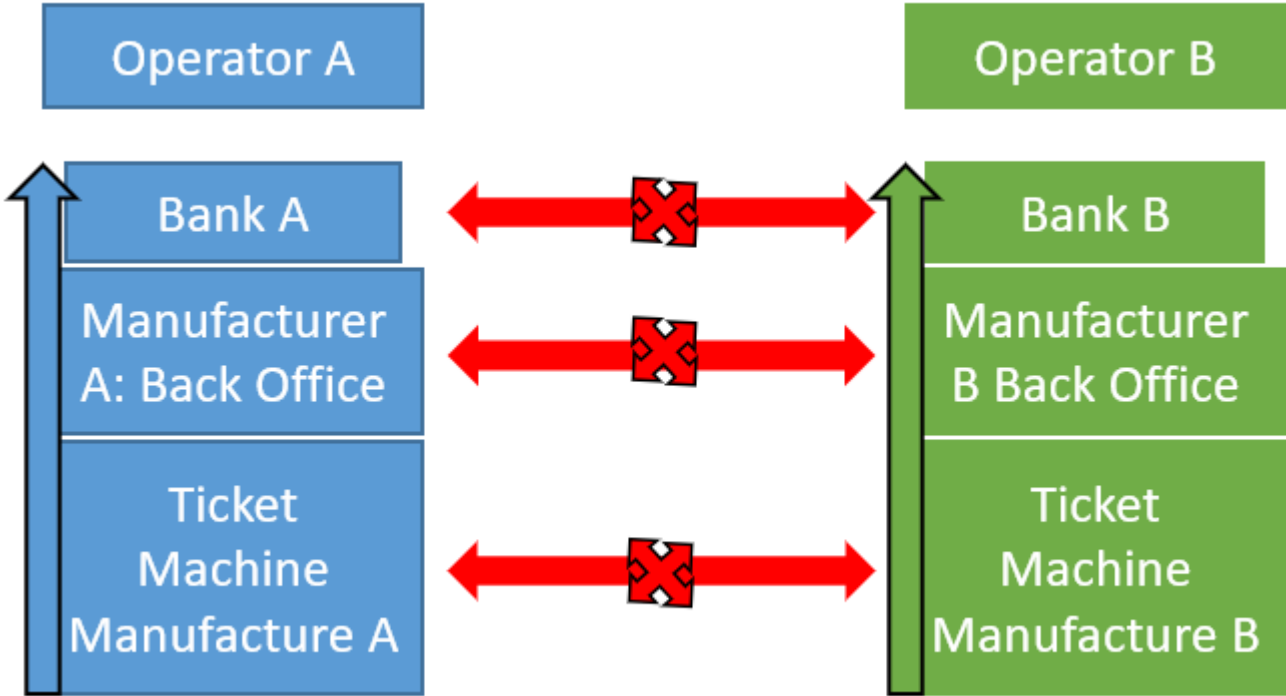 Operator A
Operator B
Bank A
Bank B
Manufacturer
A: Back Office
Manufacturer
B Back Office
Ticket
Machine
Manufacture A
Ticket
Machine
Manufacture B